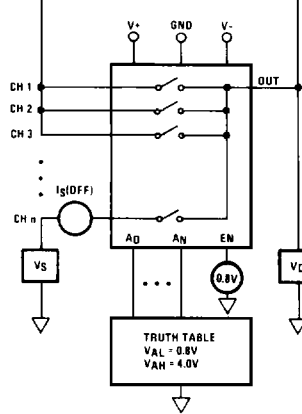 V+ GND V-
OUT
CH 1
CH 2
CH 3
IS(OFF)
CH n
A0 AN EN
VS
0.8V
VD
TRUTH TABLE
VAL = 0.8V
VAH = 4.0V